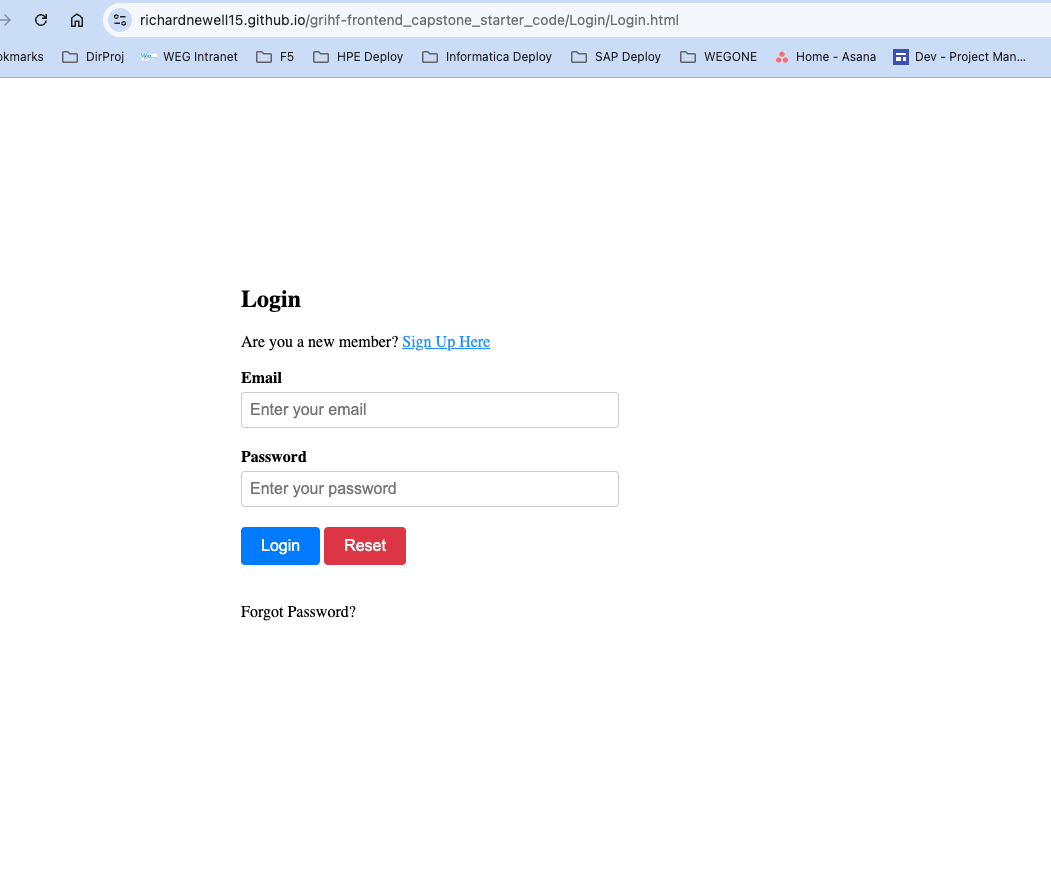 richardnewell15.github.io/grihf-frontend_capstone_starter_code/Login/Login.html
okmarks DirProj WEG Intranet F5 HPE Deploy Informatica Deploy SAP Deploy WEGONE Home - Asana Dev - Project Man...
Login
Are you a new member? Sign Up Here
Email
Enter your email
Password
Enter your password
Login Reset
Forgot Password?